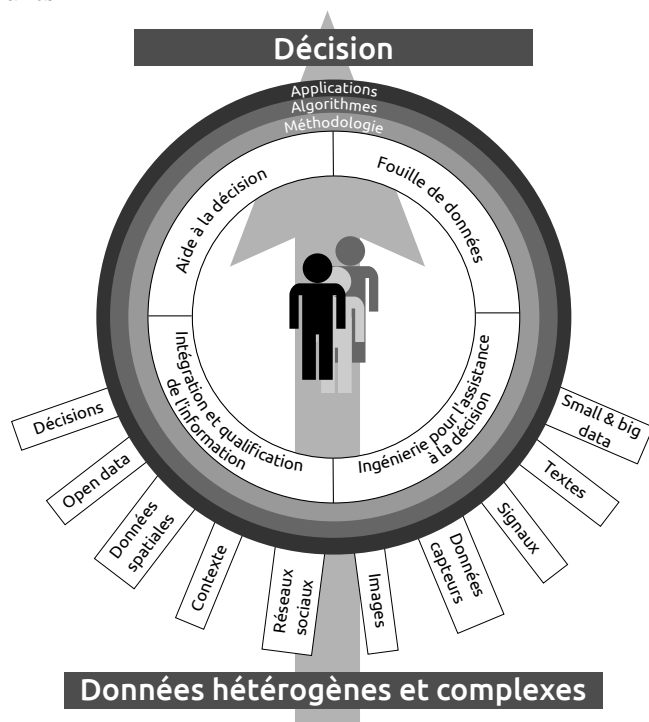 Décision
Applications
Algorithmes
Méthodologie
Aide à la décision
Fouille de données
Intégration et qualification
de l'information
Ingénierie pour l'assistance
à la décision
Décisions
Open data
Données
spatiales
Contexte
Réseaux
sociaux
Images
Données
capteurs
Signaux
Textes
Small & big
data
Données hétérogènes et complexes